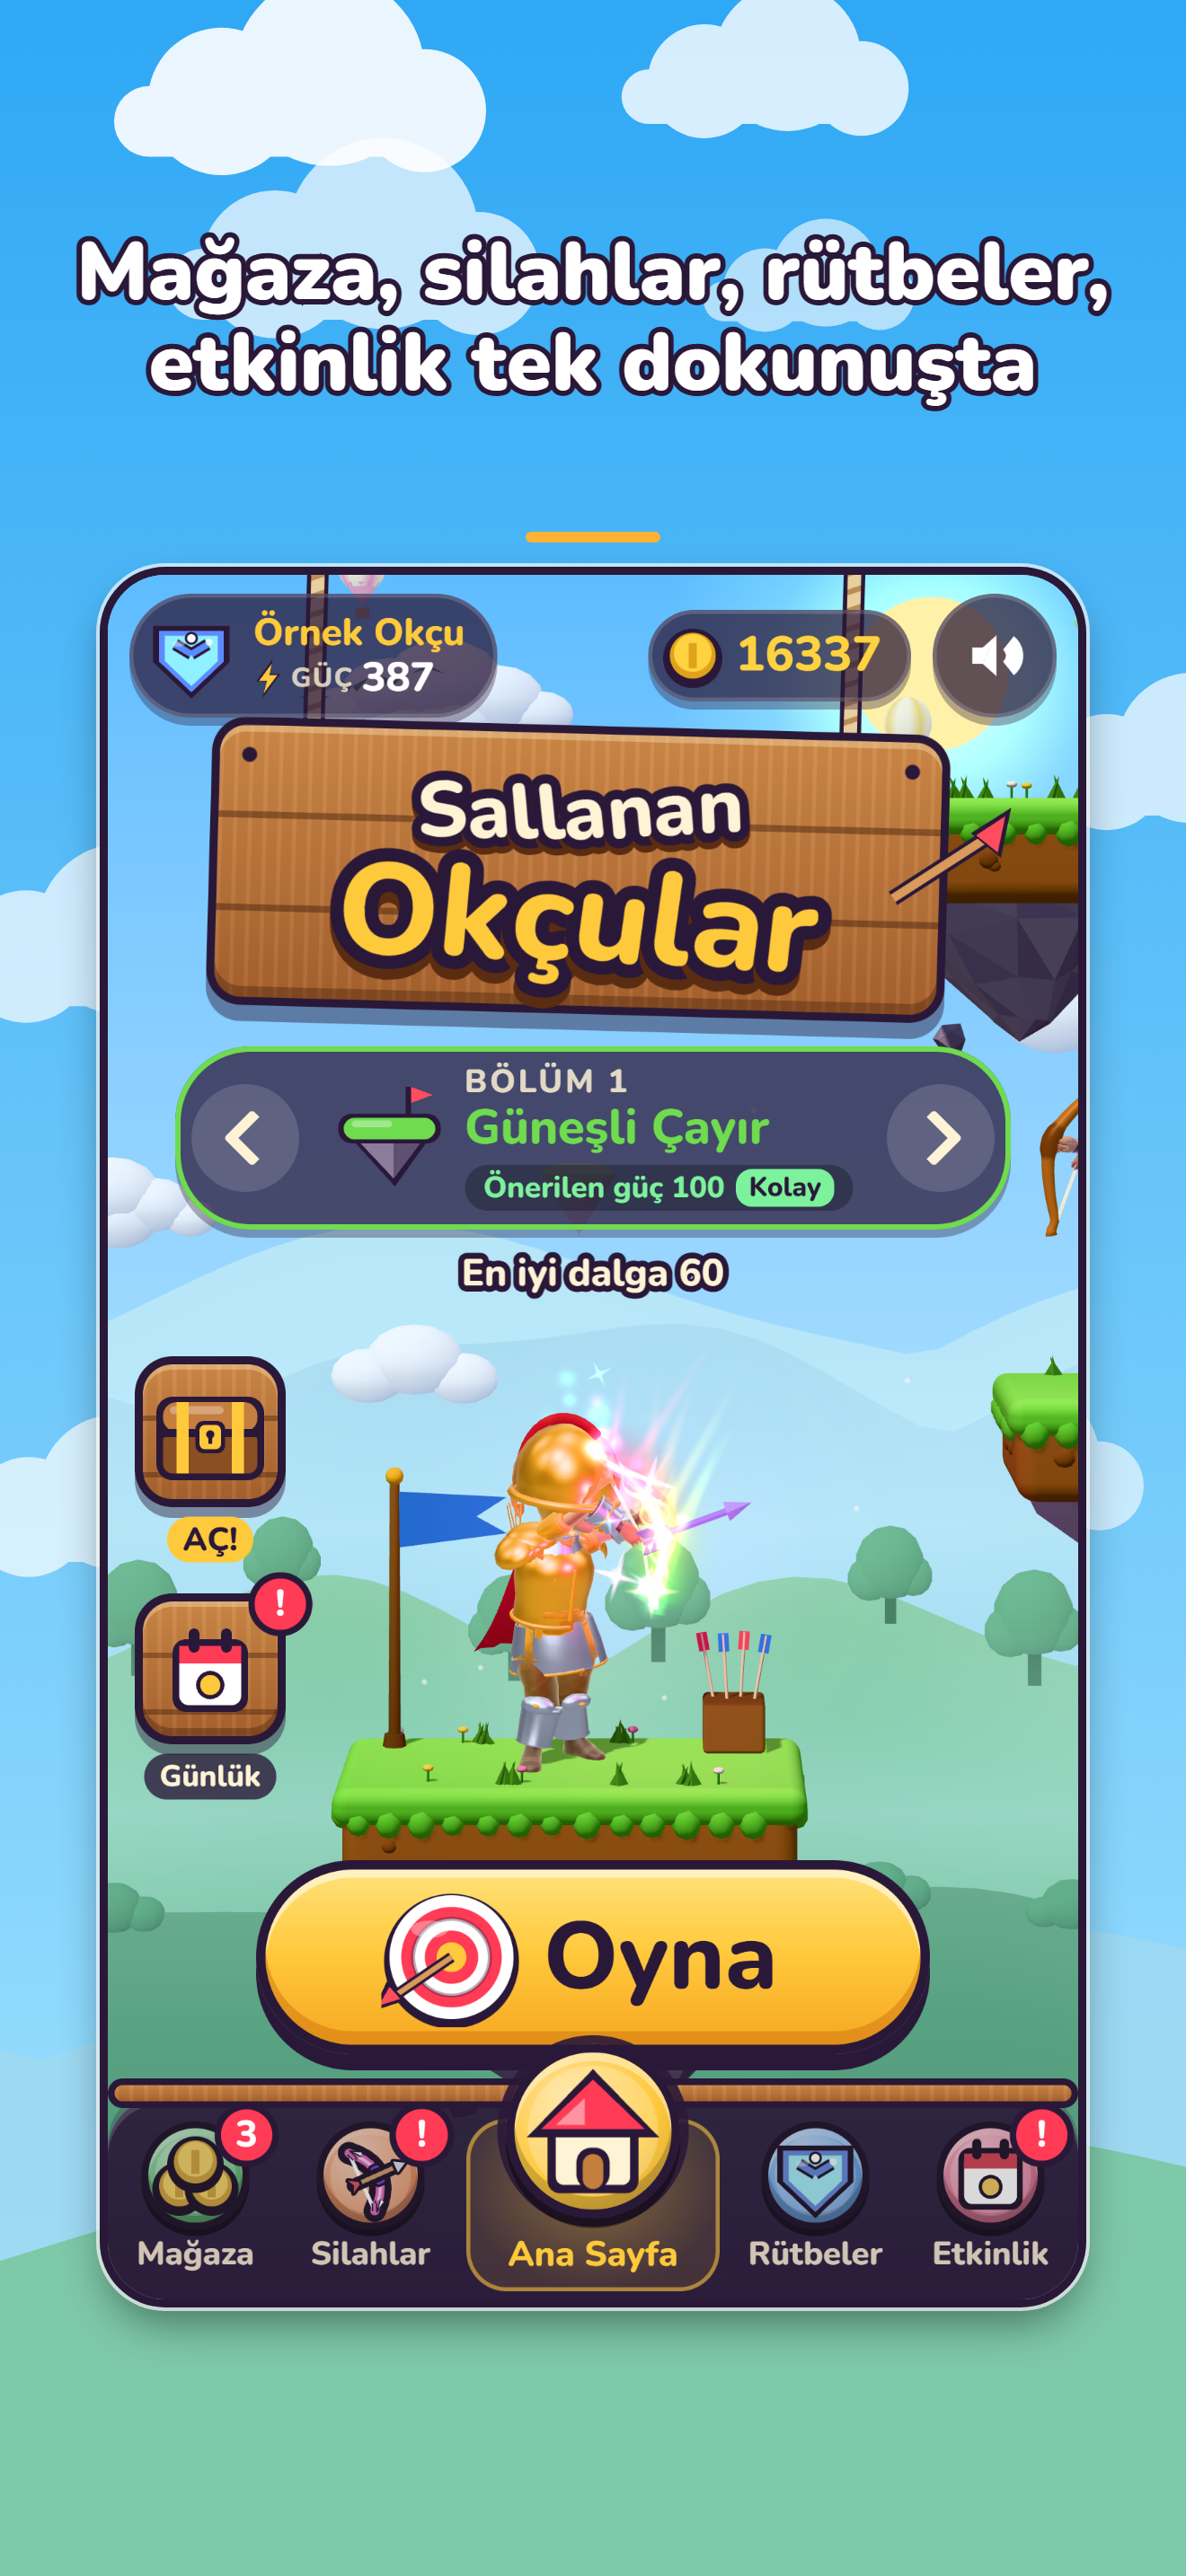 Mağaza, silahlar, rütbeler,
etkinlik tek dokunuşta
Örnek Okçu
GÜÇ 387
16337
Sallanan
Okçular
BÖLÜM 1
Güneşli Çayır
Önerilen güç 100 Kolay
En iyi dalga 60
AÇ!
!
Günlük
Oyna
3
!
!
Mağaza
Silahlar
Ana Sayfa
Rütbeler
Etkinlik